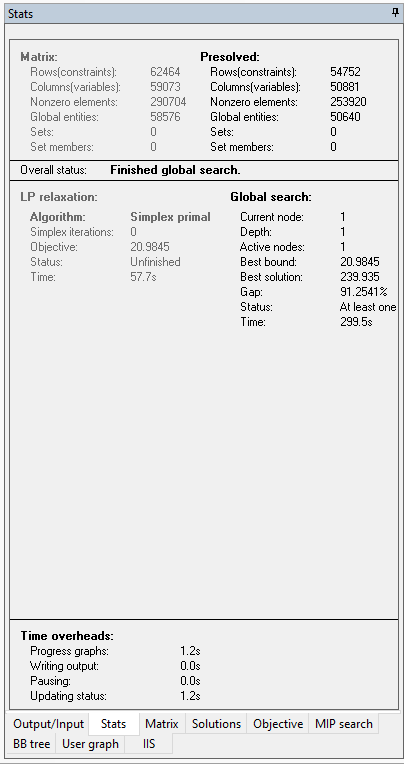 Stats
Matrix: Presolved:
Rows(constraints): 62464 Rows(constraints): 54752
Columns(variables): 59073 Columns(variables): 50881
Nonzero elements: 290704 Nonzero elements: 253920
Global entities: 58576 Global entities: 50640
Sets: 0 Sets: 0
Set members: 0 Set members: 0
Overall status: Finished global search.
LP relaxation: Global search:
Algorithm: Simplex primal Current node: 1
Simplex iterations: 0 Depth: 1
Objective: 20.9845 Active nodes: 1
Status: Unfinished Best bound: 20.9845
Time: 57.7s Best solution: 239.935
Gap: 91.2541%
Status: At least one
Time: 299.5s
Time overheads:
Progress graphs: 1.2s
Writing output: 0.0s
Pausing: 0.0s
Updating status: 1.2s
Output/Input Stats Matrix Solutions Objective MIP search
BB tree User graph IIS